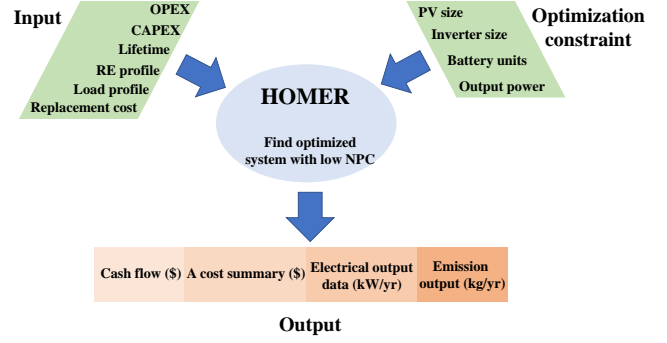 Input
OPEX
CAPEX
Lifetime
RE profile
Load profile
Replacement cost
PV size
Inverter size
Battery units
Output power
Optimization
constraint
HOMER
Find optimized
system with low NPC
Cash flow ($)
A cost summary ($)
Electrical output
data (kW/yr)
Emission
output (kg/yr)
Output